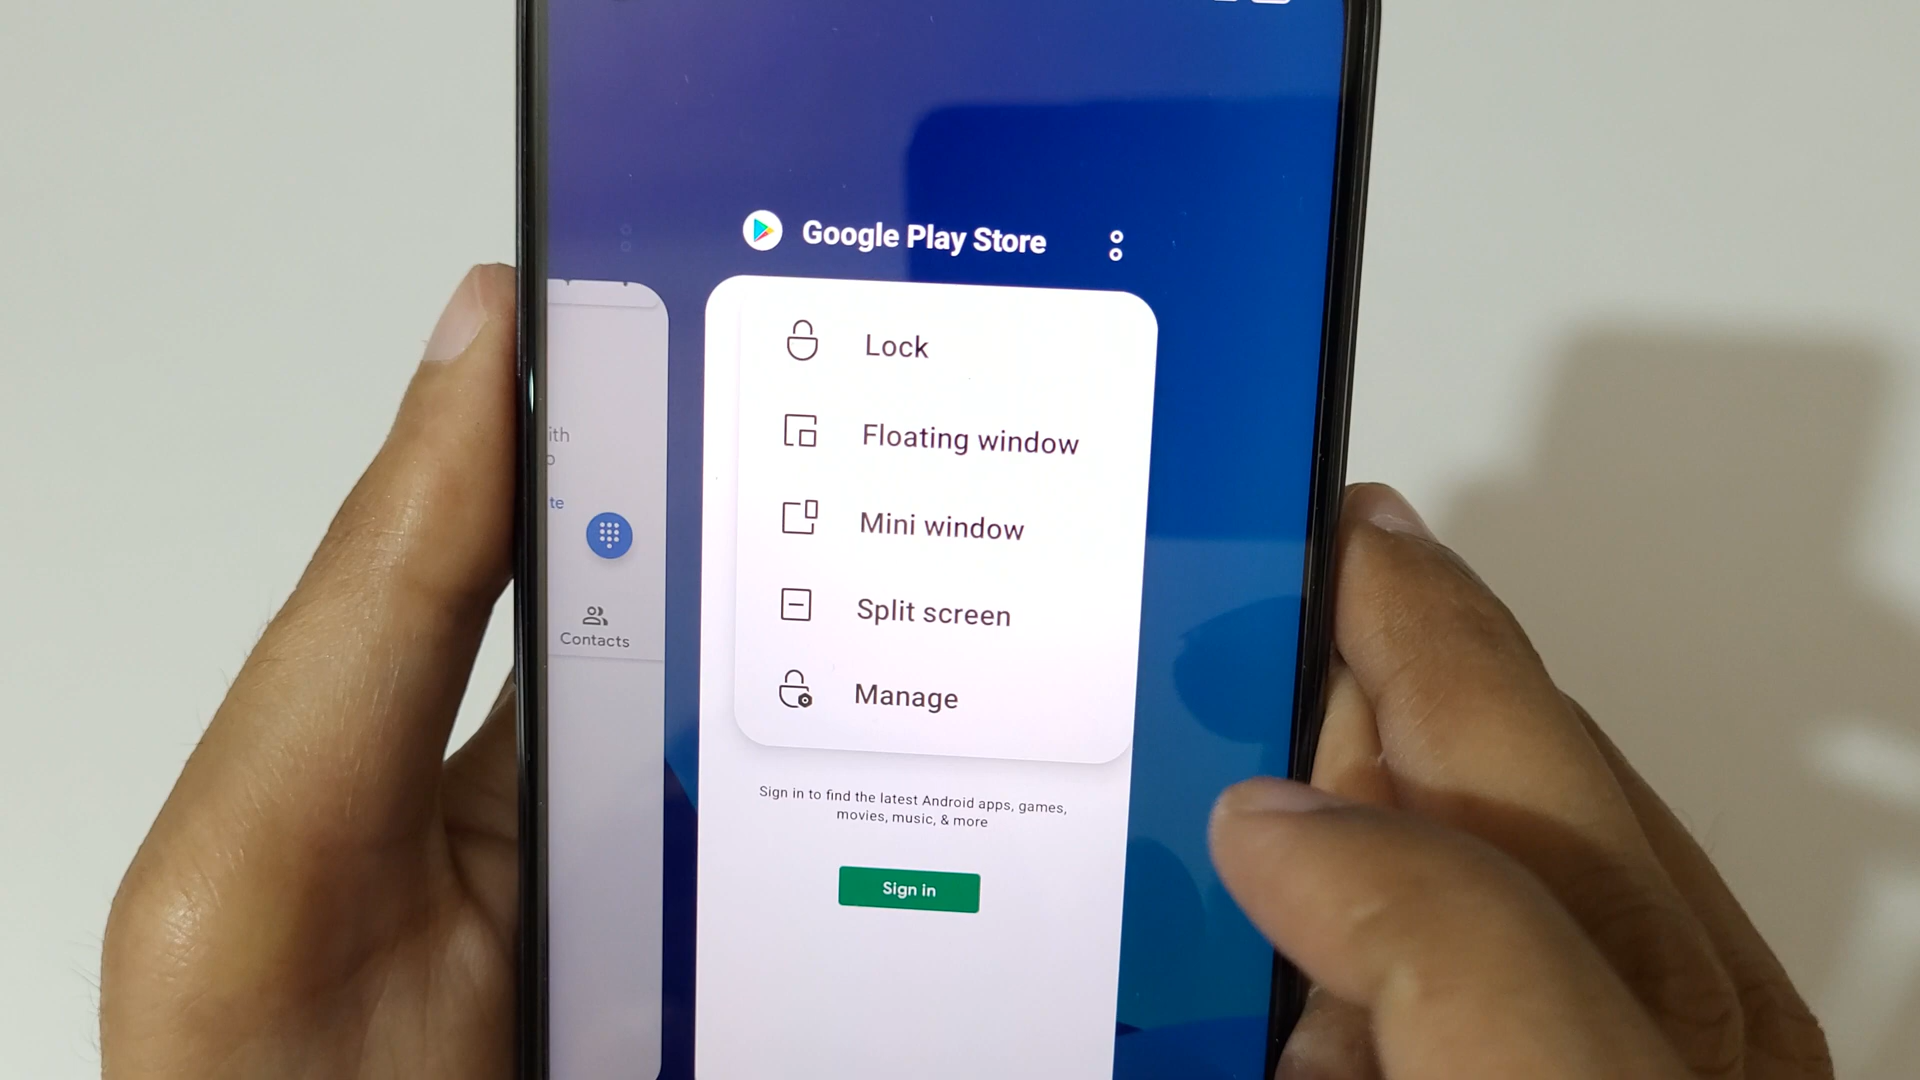 Google Play Store
Lock
Floating window
Mini window
Split screen
Manage
Sign in to find the latest Android apps, games,
movies, music, & more
Sign in
Contacts